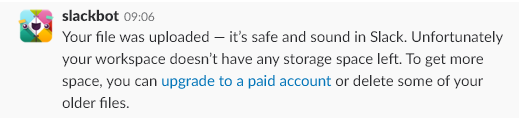 slackbot 09:06
Your file was uploaded — it's safe and sound in Slack. Unfortunately
your workspace doesn't have any storage space left. To get more
space, you can upgrade to a paid account or delete some of your
older files.